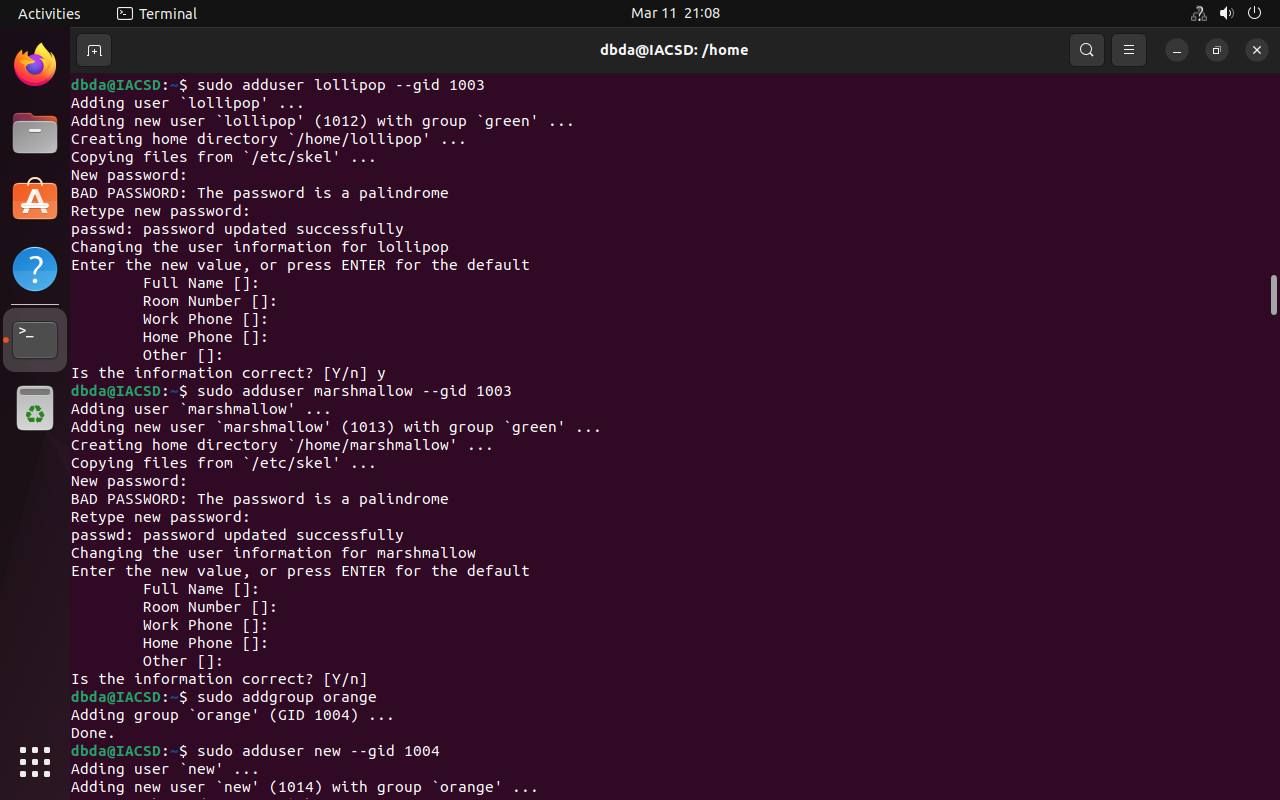 Activities
Terminal
Mar 11 21:08
dbda@IACSD: /home
dbda@IACSD:~$ sudo adduser lollipop --gid 1003
Adding user `lollipop' ...
Adding new user `lollipop' (1012) with group `green' ...
Creating home directory `/home/lollipop' ...
Copying files from `/etc/skel' ...
New password:
BAD PASSWORD: The password is a palindrome
Retype new password:
passwd: password updated successfully
Changing the user information for lollipop
Enter the new value, or press ENTER for the default
Full Name []:
Room Number []:
Work Phone []:
Home Phone []:
Other []:
Is the information correct? [Y/n] y
dbda@IACSD:~$ sudo adduser marshmallow --gid 1003
Adding user `marshmallow' ...
Adding new user `marshmallow' (1013) with group `green' ...
Creating home directory `/home/marshmallow' ...
Copying files from `/etc/skel' ...
New password:
BAD PASSWORD: The password is a palindrome
Retype new password:
passwd: password updated successfully
Changing the user information for marshmallow
Enter the new value, or press ENTER for the default
Full Name []:
Room Number []:
Work Phone []:
Home Phone []:
Other []:
Is the information correct? [Y/n]
dbda@IACSD:~$ sudo addgroup orange
Adding group `orange' (GID 1004) ...
Done.
dbda@IACSD:~$ sudo adduser new --gid 1004
Adding user `new' ...
Adding new user `new' (1014) with group `orange' ...